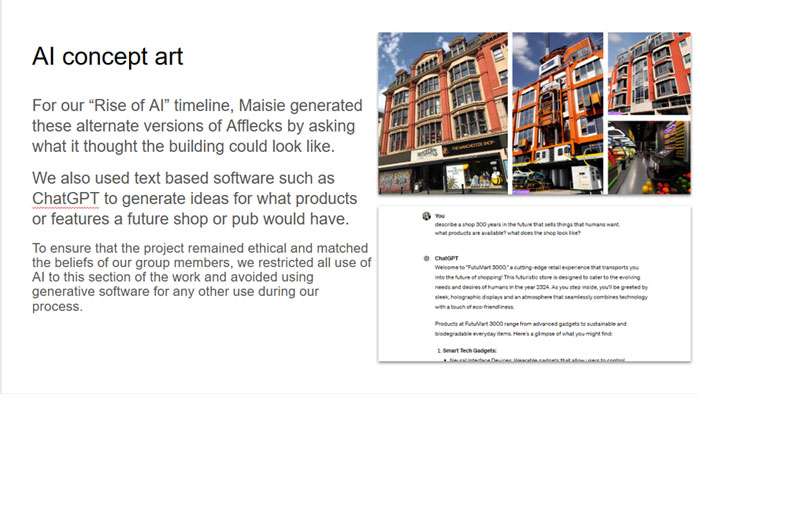 AI concept art
For our “Rise of AI” timeline, Maisie generated
these alternate versions of Afflecks by asking
what it thought the building could look like.
We also used text based software such as
ChatGPT to generate ideas for what products
or features a future shop or pub would have.
To ensure that the project remained ethical and matched
the beliefs of our group members, we restricted all use of
AI to this section of the work and avoided using
generative software for any other use during our
process.
THE MANCHESTER SHOP
You
describe a shop 300 years in the future that sells things that humans want.
what products are available? what does the shop look like?
ChatGPT
Welcome to "FutuMart 3000," a cutting-edge retail experience that transports you
into the future of shopping! This futuristic store is designed to cater to the evolving
needs and desires of humans in the year 2324. As you step inside, you'll be greeted by
sleek, holographic displays and an atmosphere that seamlessly combines technology
with a touch of eco-friendliness.
Products at FutuMart 3000 range from advanced gadgets to sustainable and
biodegradable everyday items. Here's a glimpse of what you might find:
1. Smart Tech Gadgets:
• Neural Interface Devices: Wearable gadgets that allow users to control